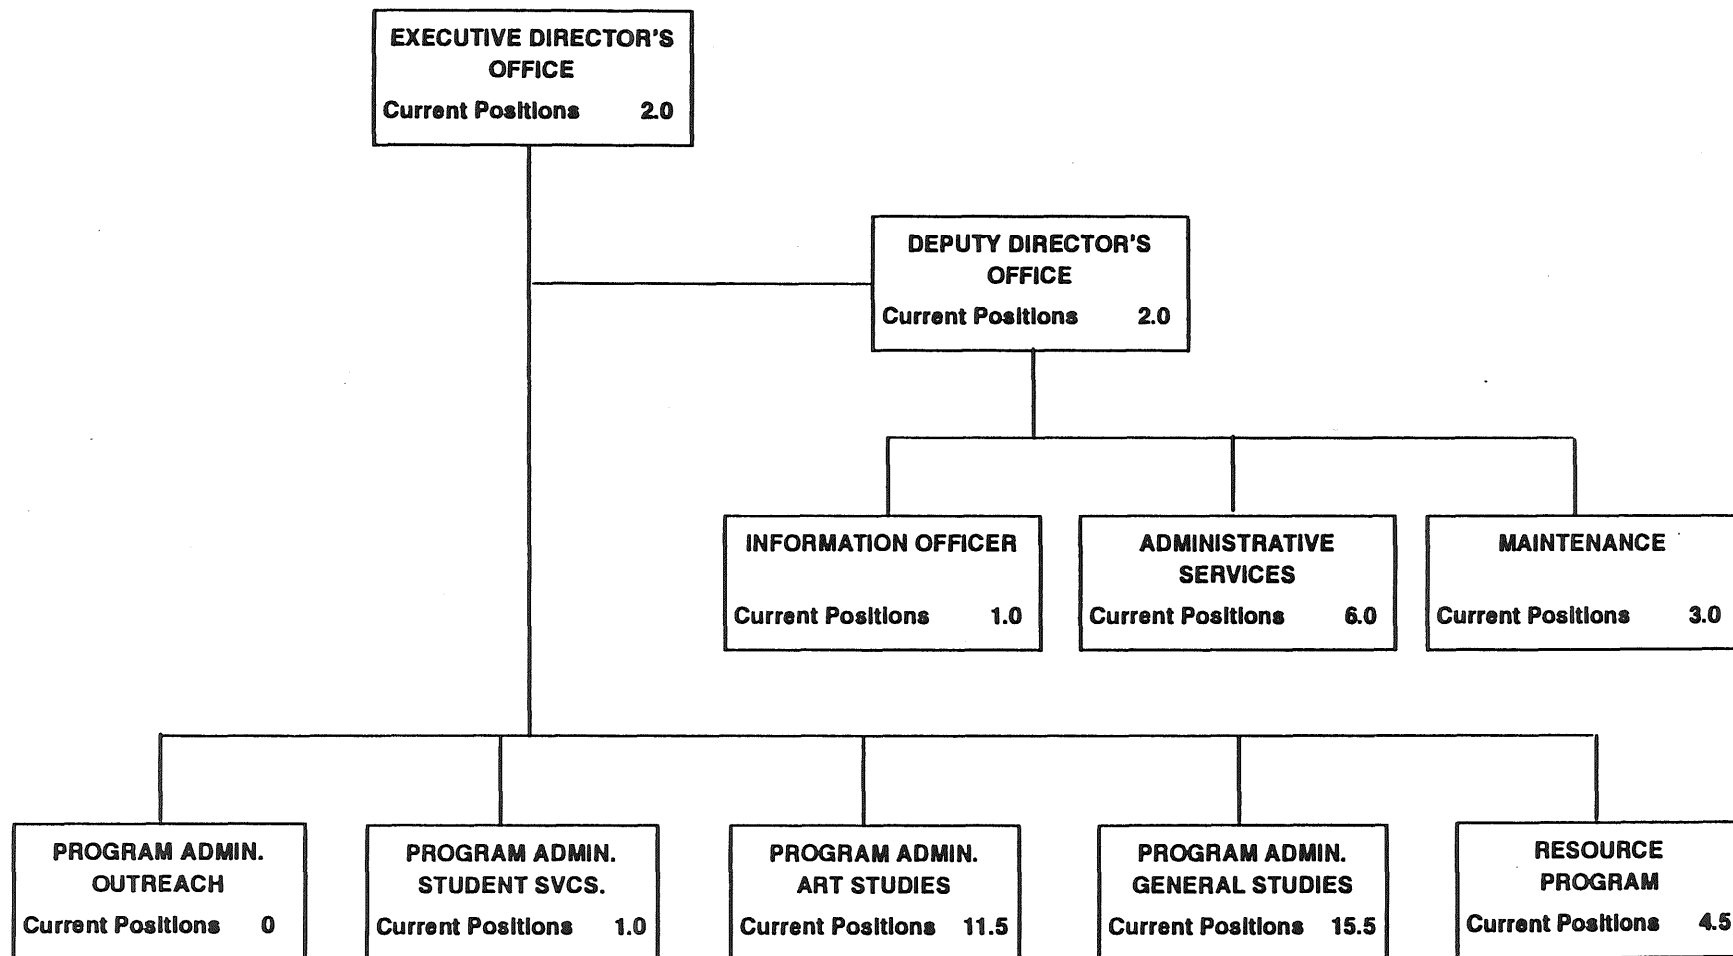 EXECUTIVE DIRECTOR'S
OFFICE
Current Positions 2.0
DEPUTY DIRECTOR'S
OFFICE
Current Positions 2.0
INFORMATION OFFICER
Current Positions 1.0
ADMINISTRATIVE
SERVICES
Current Positions 6.0
MAINTENANCE
Current Positions 3.0
PROGRAM ADMIN.
OUTREACH
Current Positions 0
PROGRAM ADMIN.
STUDENT SVCS.
Current Positions 1.0
PROGRAM ADMIN.
ART STUDIES
Current Positions 11.5
PROGRAM ADMIN.
GENERAL STUDIES
Current Positions 15.5
RESOURCE
PROGRAM
Current Positions 4.5